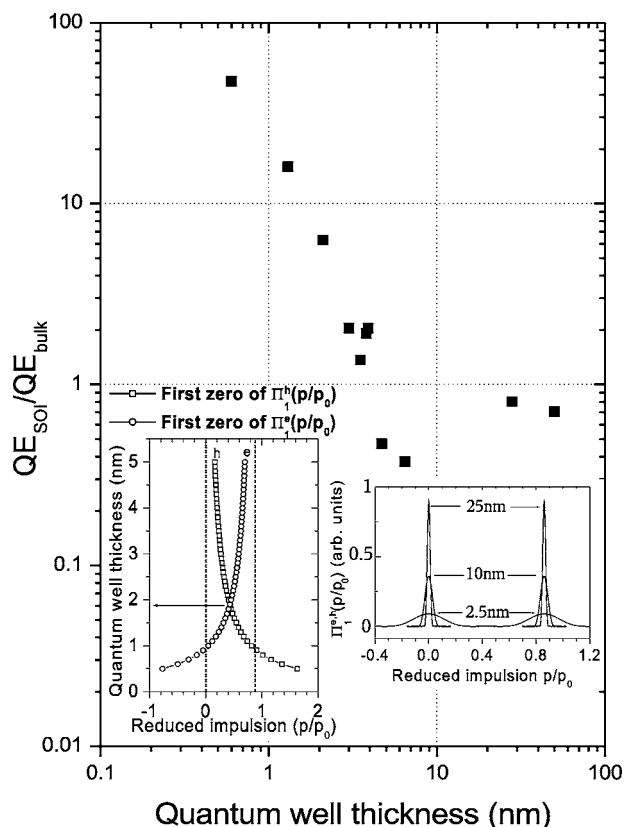 100
10
1
0.1
0.01
QE_SOI/QE_bulk
0.1
1
10
100
Quantum well thickness (nm)
First zero of Π₁ʰ(p/p₀)
First zero of Π₁ᵉ(p/p₀)
h
e
5
4
3
2
1
0
Quantum well thickness (nm)
-1
0
1
2
Reduced impulsion (p/p₀)
1
0.5
0
Π₁ᵉ·ʰ(p/p₀) (arb. units)
25nm
10nm
2.5nm
-0.4
0.0
0.4
0.8
1.2
Reduced impulsion p/p₀